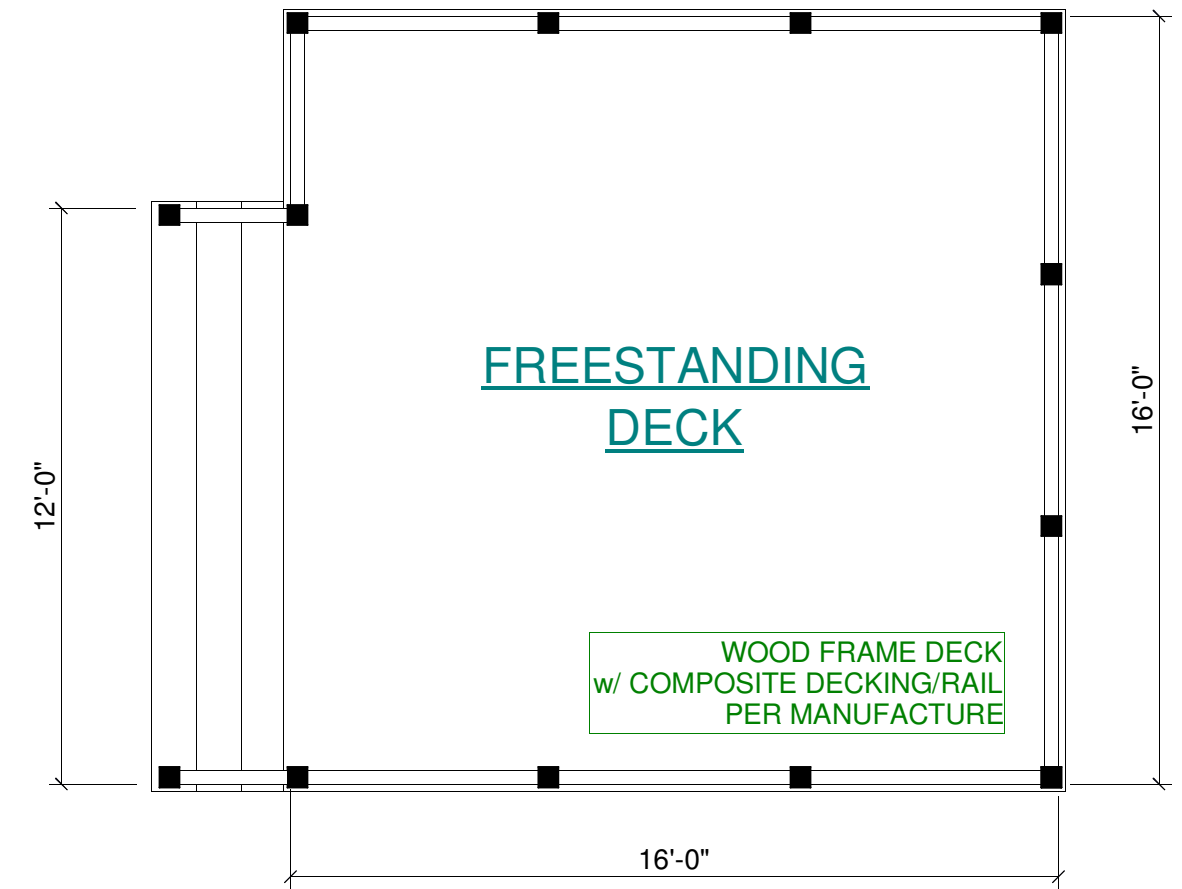 16'-0"
FREESTANDING
DECK
12'-0"
WOOD FRAME DECK
w/ COMPOSITE DECKING/RAIL
PER MANUFACTURE
16'-0"